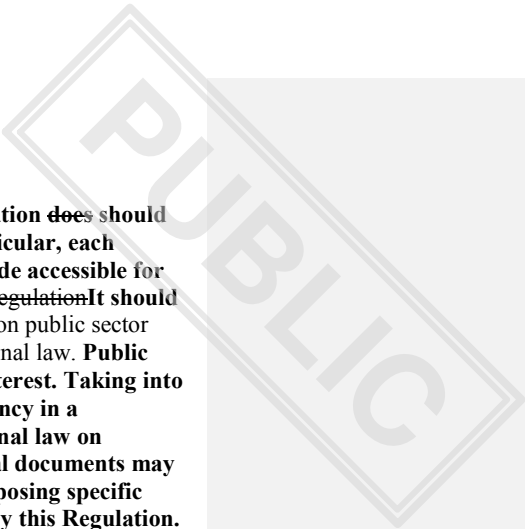 ation does should
icular, each
de accessible for
egulationIt should
on public sector
nal law. Public
terest. Taking into
ncy in a
nal law on
al documents may
posing specific
y this Regulation.
PUBLIC